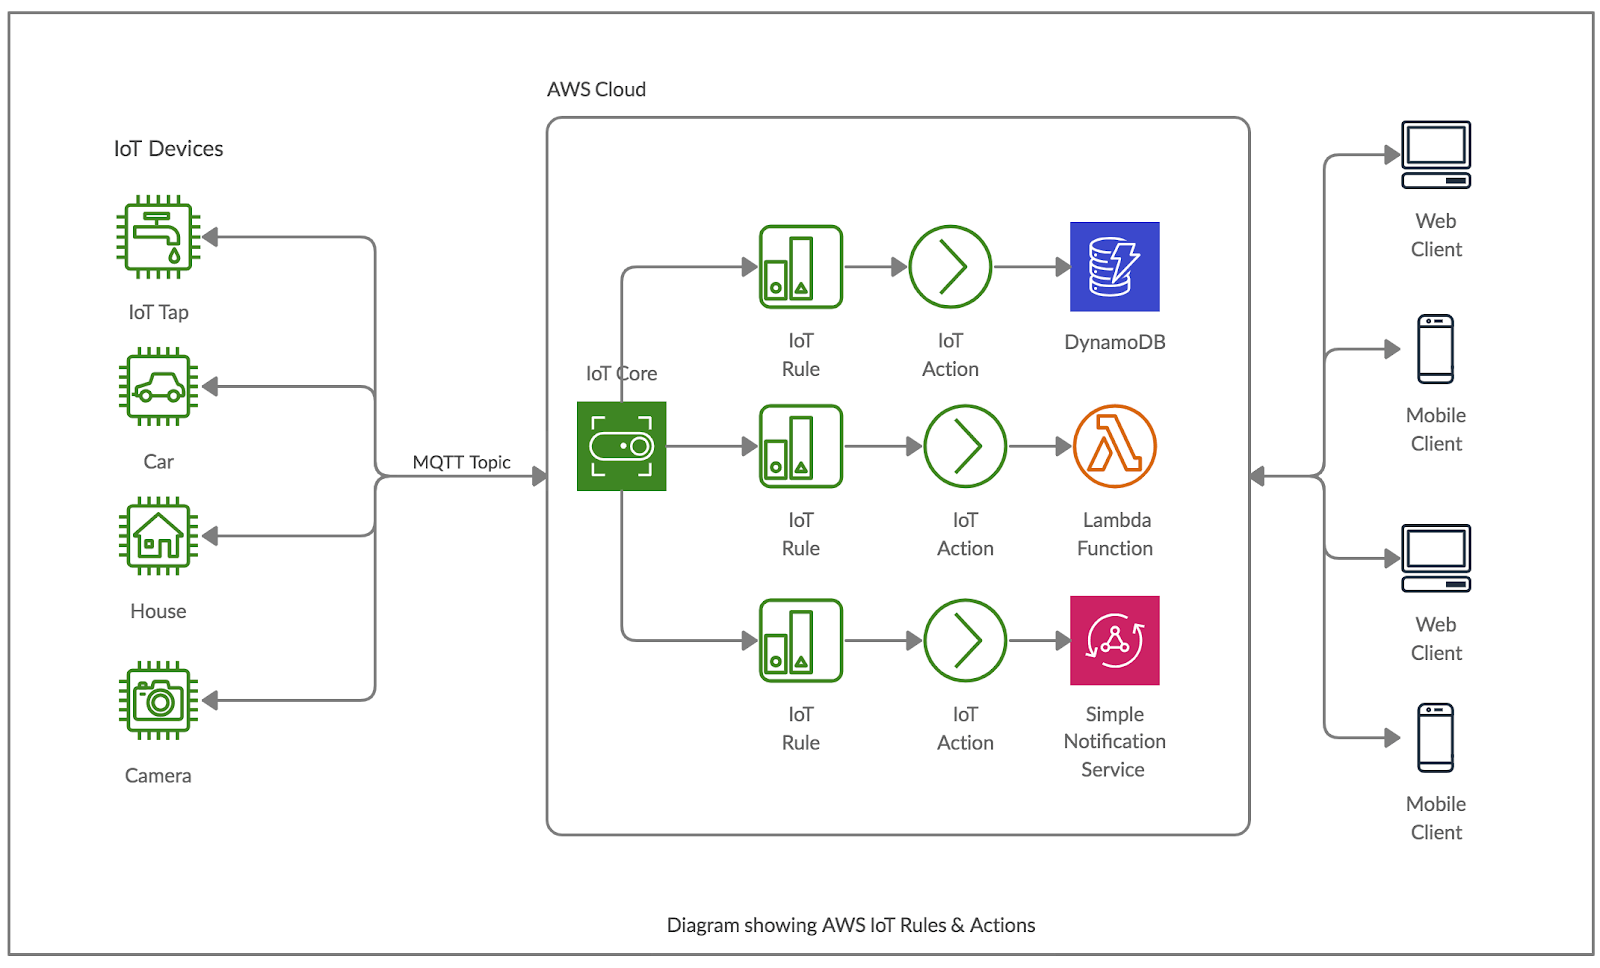 AWS Cloud
IoT Devices
IoT Tap
Car
House
Camera
MQTT Topic
IoT Core
IoT
Rule
IoT
Action
DynamoDB
IoT
Rule
IoT
Action
Lambda
Function
IoT
Rule
IoT
Action
Simple
Notification
Service
Web
Client
Mobile
Client
Web
Client
Mobile
Client
Diagram showing AWS IoT Rules & Actions